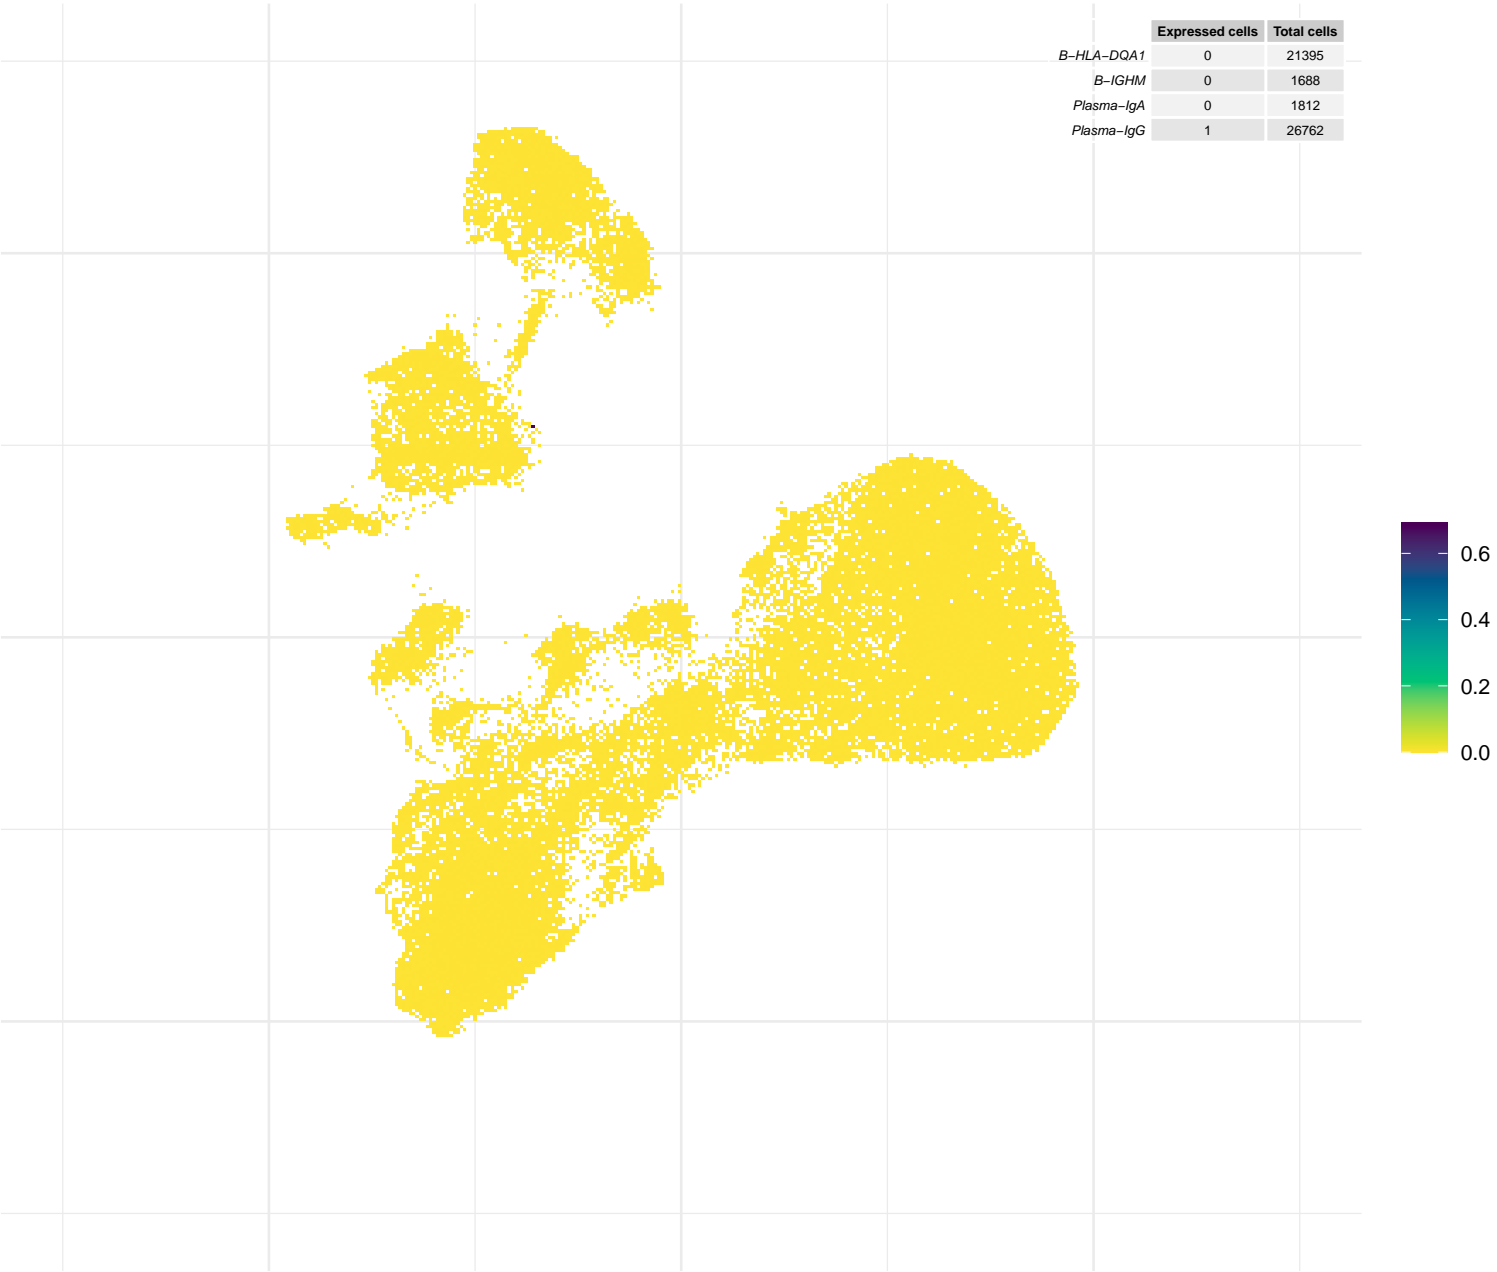 Expressed cells Total cells
B−HLA−DQA1 0 21395
B−IGHM 0 1688
Plasma−IgA 0 1812
Plasma−IgG 1 26762
0.6
0.4
0.2
0.0